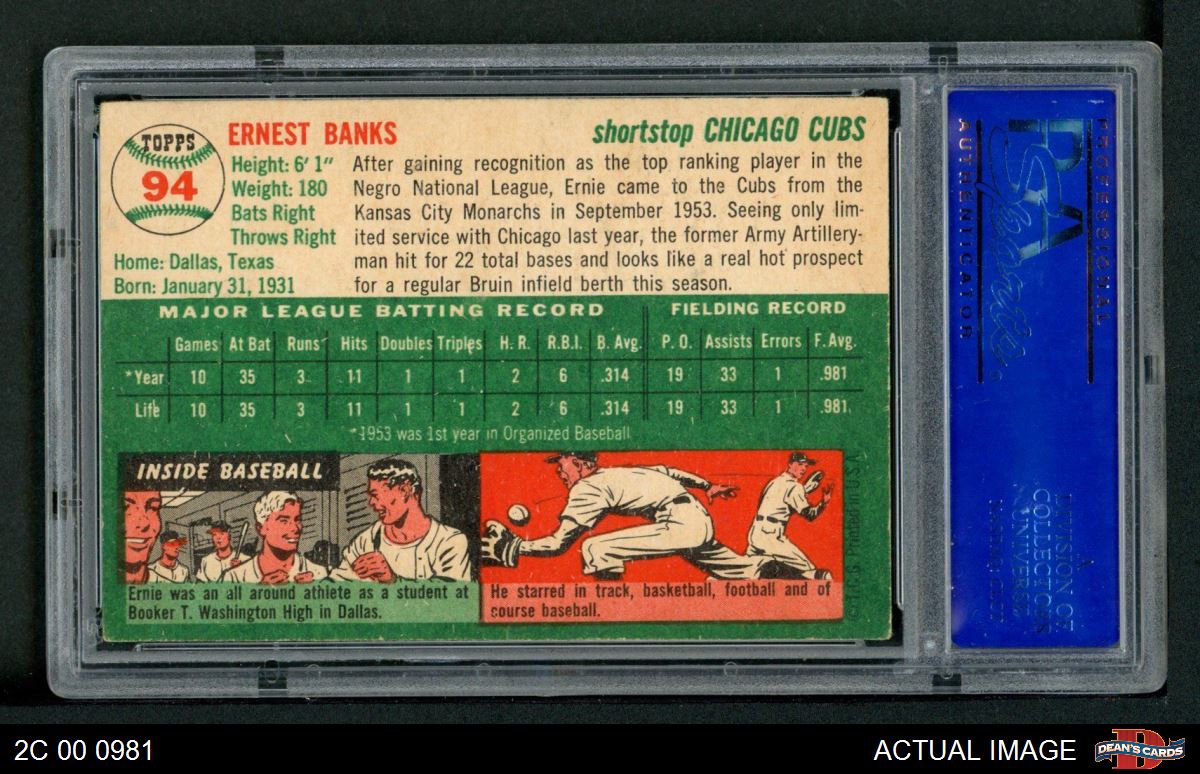 TOPPS
94
ERNEST BANKS
shortstop CHICAGO CUBS
Height: 6' 1"
Weight: 180
Bats Right
Throws Right
Home: Dallas, Texas
Born: January 31, 1931
After gaining recognition as the top ranking player in the
Negro National League, Ernie came to the Cubs from the
Kansas City Monarchs in September 1953. Seeing only lim-
ited service with Chicago last year, the former Army Artillery-
man hit for 22 total bases and looks like a real hot prospect
for a regular Bruin infield berth this season.
MAJOR LEAGUE BATTING RECORD FIELDING RECORD
Games At Bat Runs Hits Doubles Triples H. R. R.B.I. B. Avg. P. O. Assists Errors F. Avg.
*Year 10 35 3 11 1 1 2 6 .314 19 33 1 .981
Life 10 35 3 11 1 1 2 6 .314 19 33 1 .981
*1953 was 1st year in Organized Baseball
INSIDE BASEBALL
Ernie was an all around athlete as a student at
Booker T. Washington High in Dallas.
He starred in track, basketball, football and of
course baseball.
PROFESSIONAL
PSA
Sports
AUTHENTICATOR
A
DIVISION OF
COLLECTORS
UNIVERSE
2C 00 0981
ACTUAL IMAGE
DEAN'S CARDS